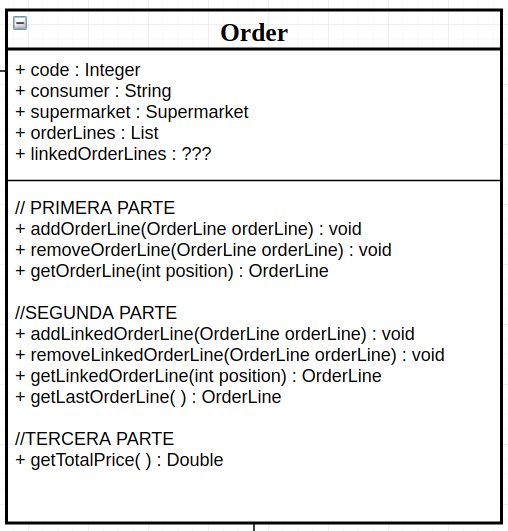 Order
+ code : Integer
+ consumer : String
+ supermarket : Supermarket
+ orderLines : List
+ linkedOrderLines : ???
// PRIMERA PARTE
+ addOrderLine(OrderLine orderLine) : void
+ removeOrderLine(OrderLine orderLine) : void
+ getOrderLine(int position) : OrderLine
//SEGUNDA PARTE
+ addLinkedOrderLine(OrderLine orderLine) : void
+ removeLinkedOrderLine(OrderLine orderLine) : void
+ getLinkedOrderLine(int position) : OrderLine
+ getLastOrderLine( ) : OrderLine
//TERCERA PARTE
+ getTotalPrice( ) : Double